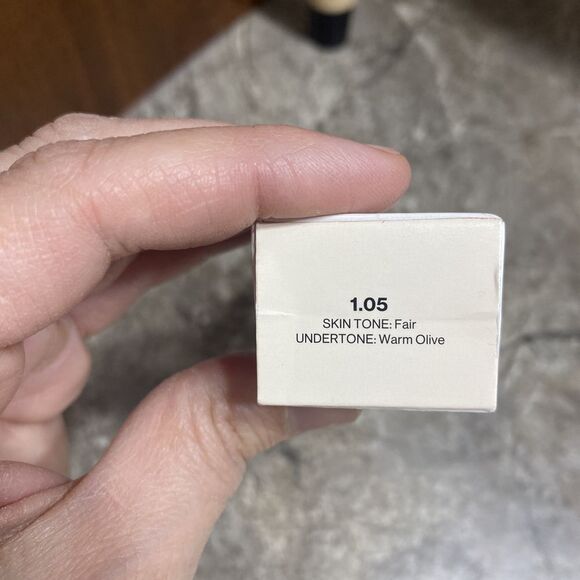 1.05
SKIN TONE: Fair
UNDERTONE: Warm Olive